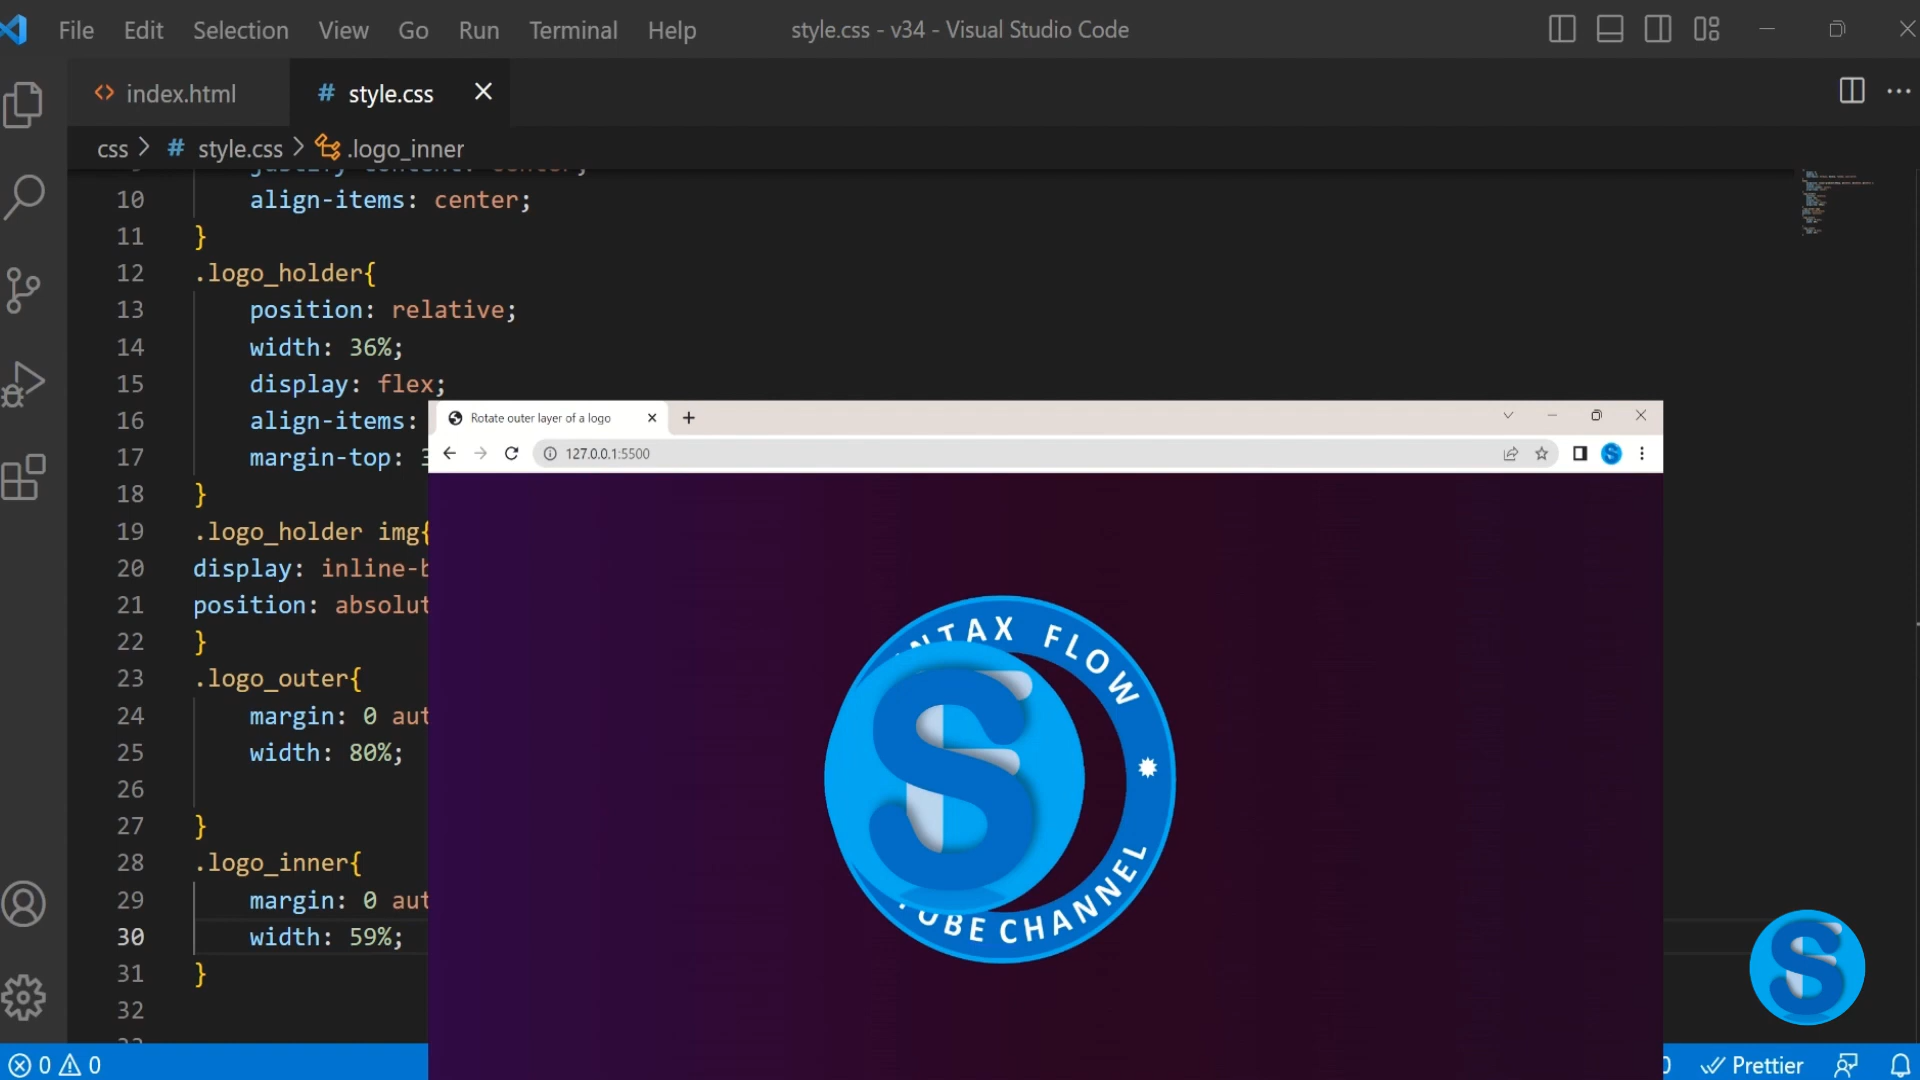 File Edit Selection View Go Run Terminal Help style.css - v34 - Visual Studio Code
index.html # style.css
css > # style.css > .logo_inner
10 align-items: center;
11 }
12 .logo_holder{
13 position: relative;
14 width: 36%;
15 display: flex;
16 align-items:
17 margin-top: 3
18 }
19 .logo_holder img{
20 display: inline-b
21 position: absolut
22 }
23 .logo_outer{
24 margin: 0 aut
25 width: 80%;
26
27 }
28 .logo_inner{
29 margin: 0 aut
30 width: 59%;
31 }
32
Rotate outer layer of a logo
127.0.0.1:5500
NTAX FLOW
UBE CHANNEL
S
S
0 0 Prettier